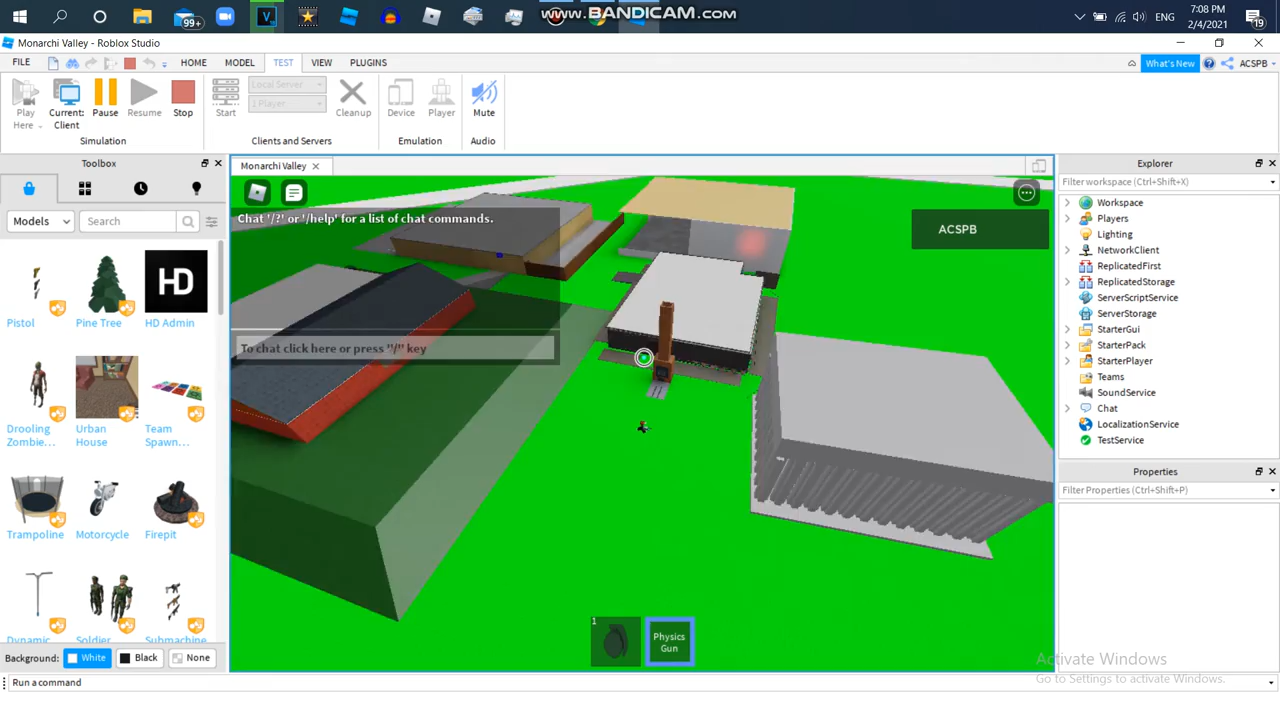 99+
www.BANDICAM.com
ENG
7:08 PM
2/4/2021
19
Monarchi Valley - Roblox Studio
FILE
HOME
MODEL
TEST
VIEW
PLUGINS
What's New
ACSPB
Play
Here
Current:
Client
Pause
Resume
Stop
Simulation
Start
Local Server
1 Player
Cleanup
Clients and Servers
Device
Player
Emulation
Mute
Audio
Toolbox
Models
Search
Pistol
Pine Tree
HD
HD Admin
Drooling
Zombie...
Urban
House
Team
Spawn...
Trampoline
Motorcycle
Firepit
Dynamic
Soldier
Submachine
Background:
White
Black
None
Run a command
Monarchi Valley
Chat '/?' or '/help' for a list of chat commands.
To chat click here or press "/" key
ACSPB
1
Physics
Gun
Explorer
Filter workspace (Ctrl+Shift+X)
Workspace
Players
Lighting
NetworkClient
ReplicatedFirst
ReplicatedStorage
ServerScriptService
ServerStorage
StarterGui
StarterPack
StarterPlayer
Teams
SoundService
Chat
LocalizationService
TestService
Properties
Filter Properties (Ctrl+Shift+P)
Activate Windows
Go to Settings to activate Windows.